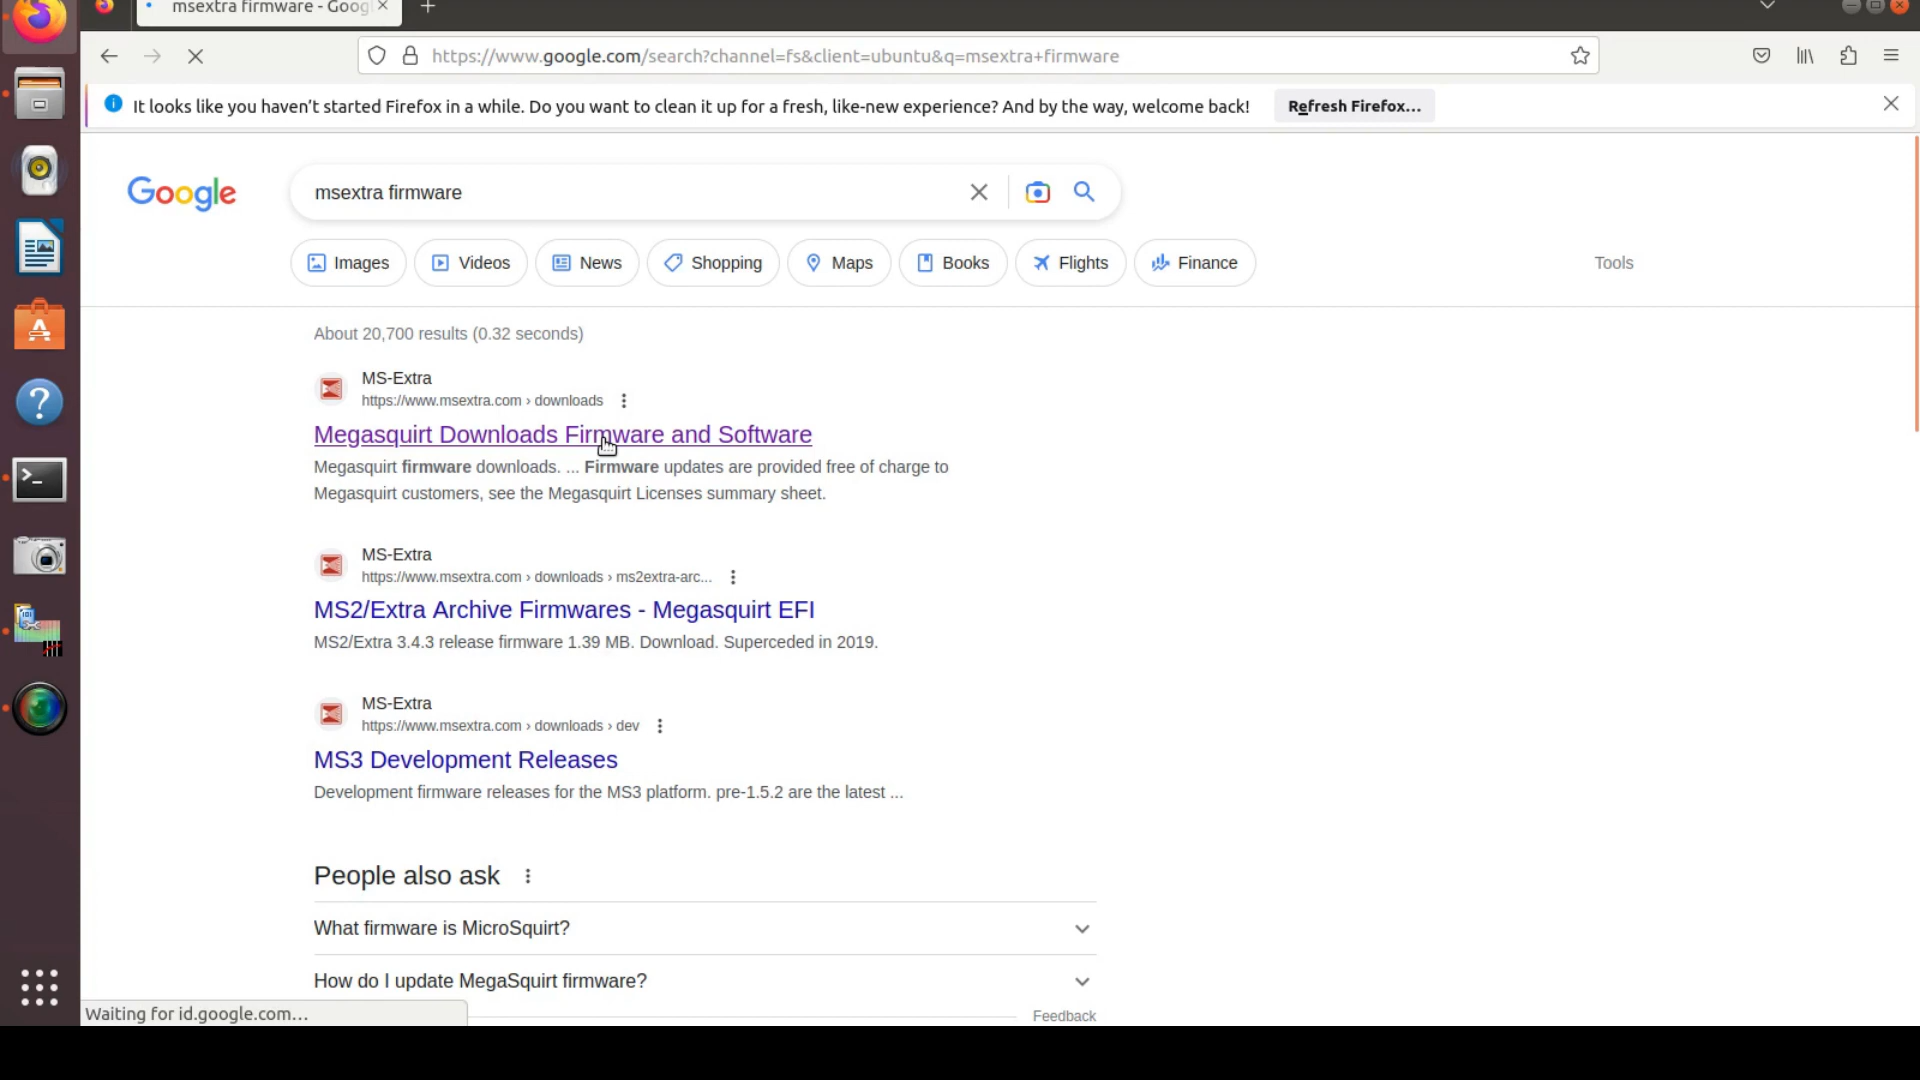 msextra firmware - Goog
https://www.google.com/search?channel=fs&client=ubuntu&q=msextra+firmware
It looks like you haven't started Firefox in a while. Do you want to clean it up for a fresh, like-new experience? And by the way, welcome back!
Refresh Firefox...
Google
msextra firmware
Images
Videos
News
Shopping
Maps
Books
Flights
Finance
Tools
About 20,700 results (0.32 seconds)
MS-Extra
https://www.msextra.com › downloads
Megasquirt Downloads Firmware and Software
Megasquirt firmware downloads. ... Firmware updates are provided free of charge to
Megasquirt customers, see the Megasquirt Licenses summary sheet.
MS-Extra
https://www.msextra.com › downloads › ms2extra-arc...
MS2/Extra Archive Firmwares - Megasquirt EFI
MS2/Extra 3.4.3 release firmware 1.39 MB. Download. Superceded in 2019.
MS-Extra
https://www.msextra.com › downloads › dev
MS3 Development Releases
Development firmware releases for the MS3 platform. pre-1.5.2 are the latest ...
People also ask
What firmware is MicroSquirt?
How do I update MegaSquirt firmware?
Feedback
Waiting for id.google.com...